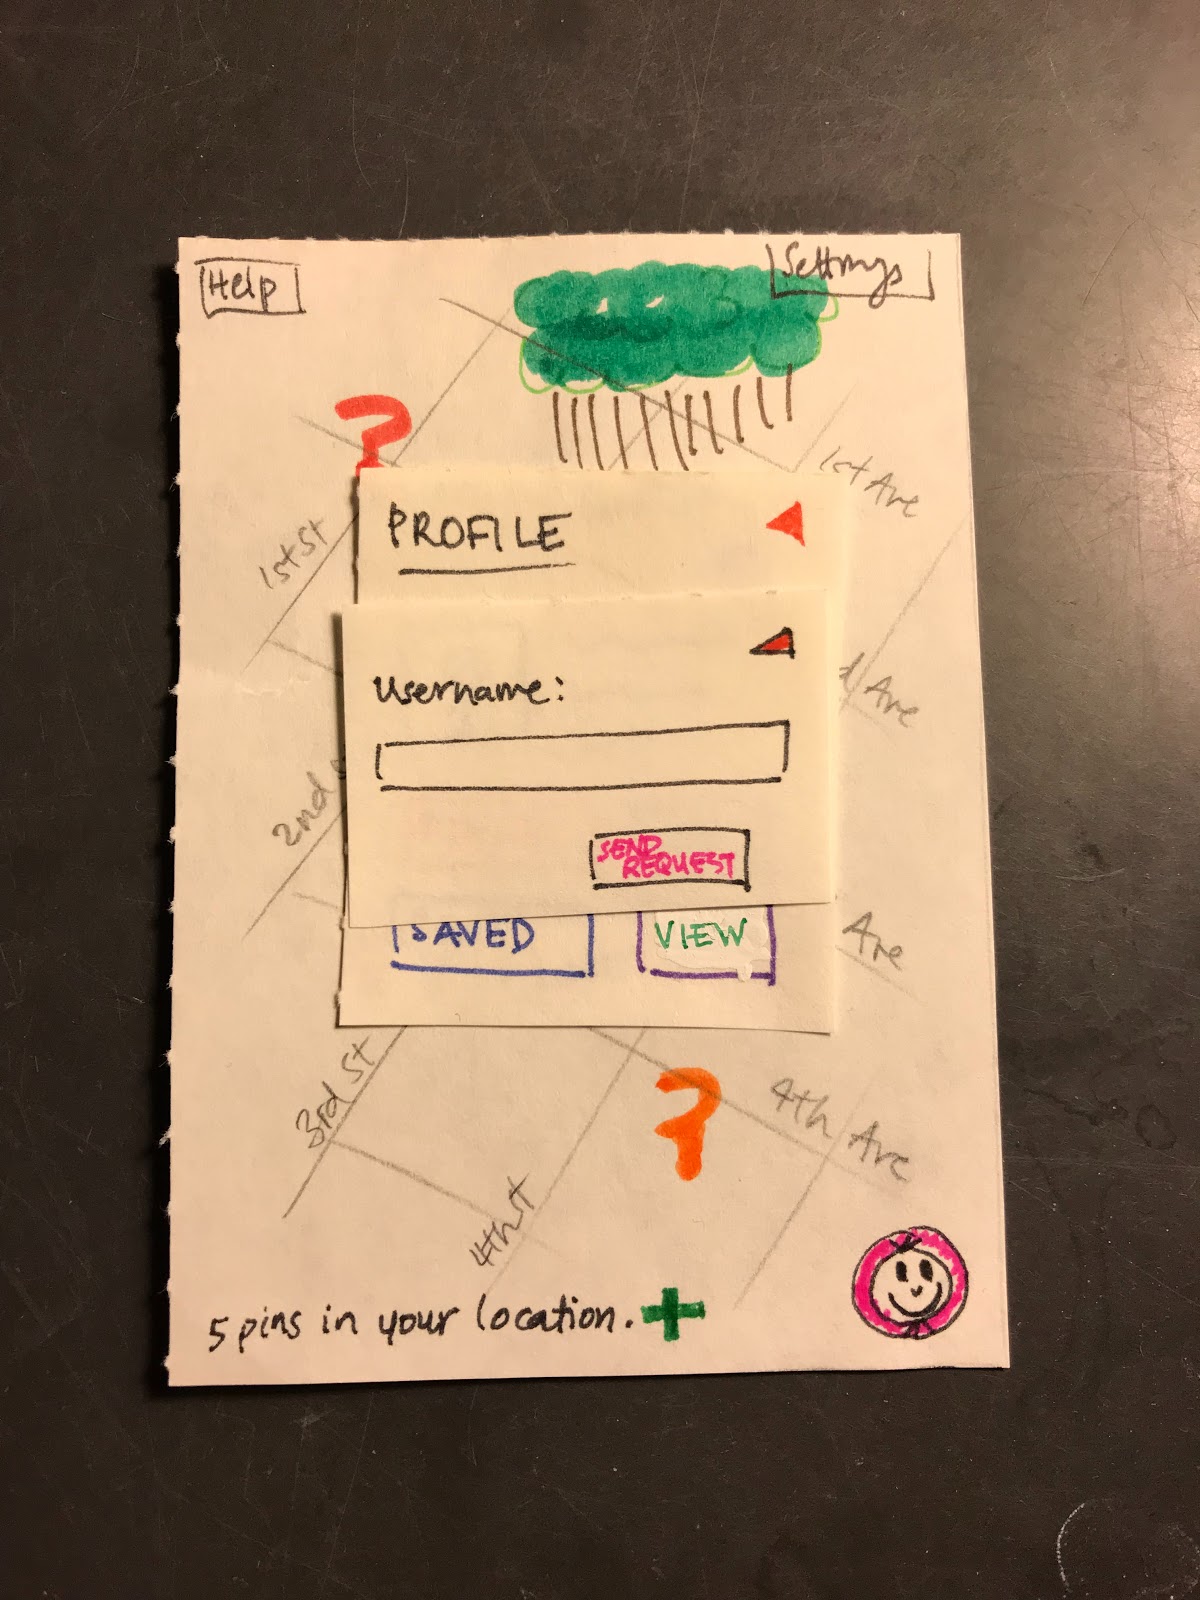 Help
Settings
1st Ave
PROFILE
1st St
Username:
d Ave
2nd
SEND
REQUEST
SAVED
VIEW
Ave
3rd St
4th Ave
4th St
5 pins in your location.